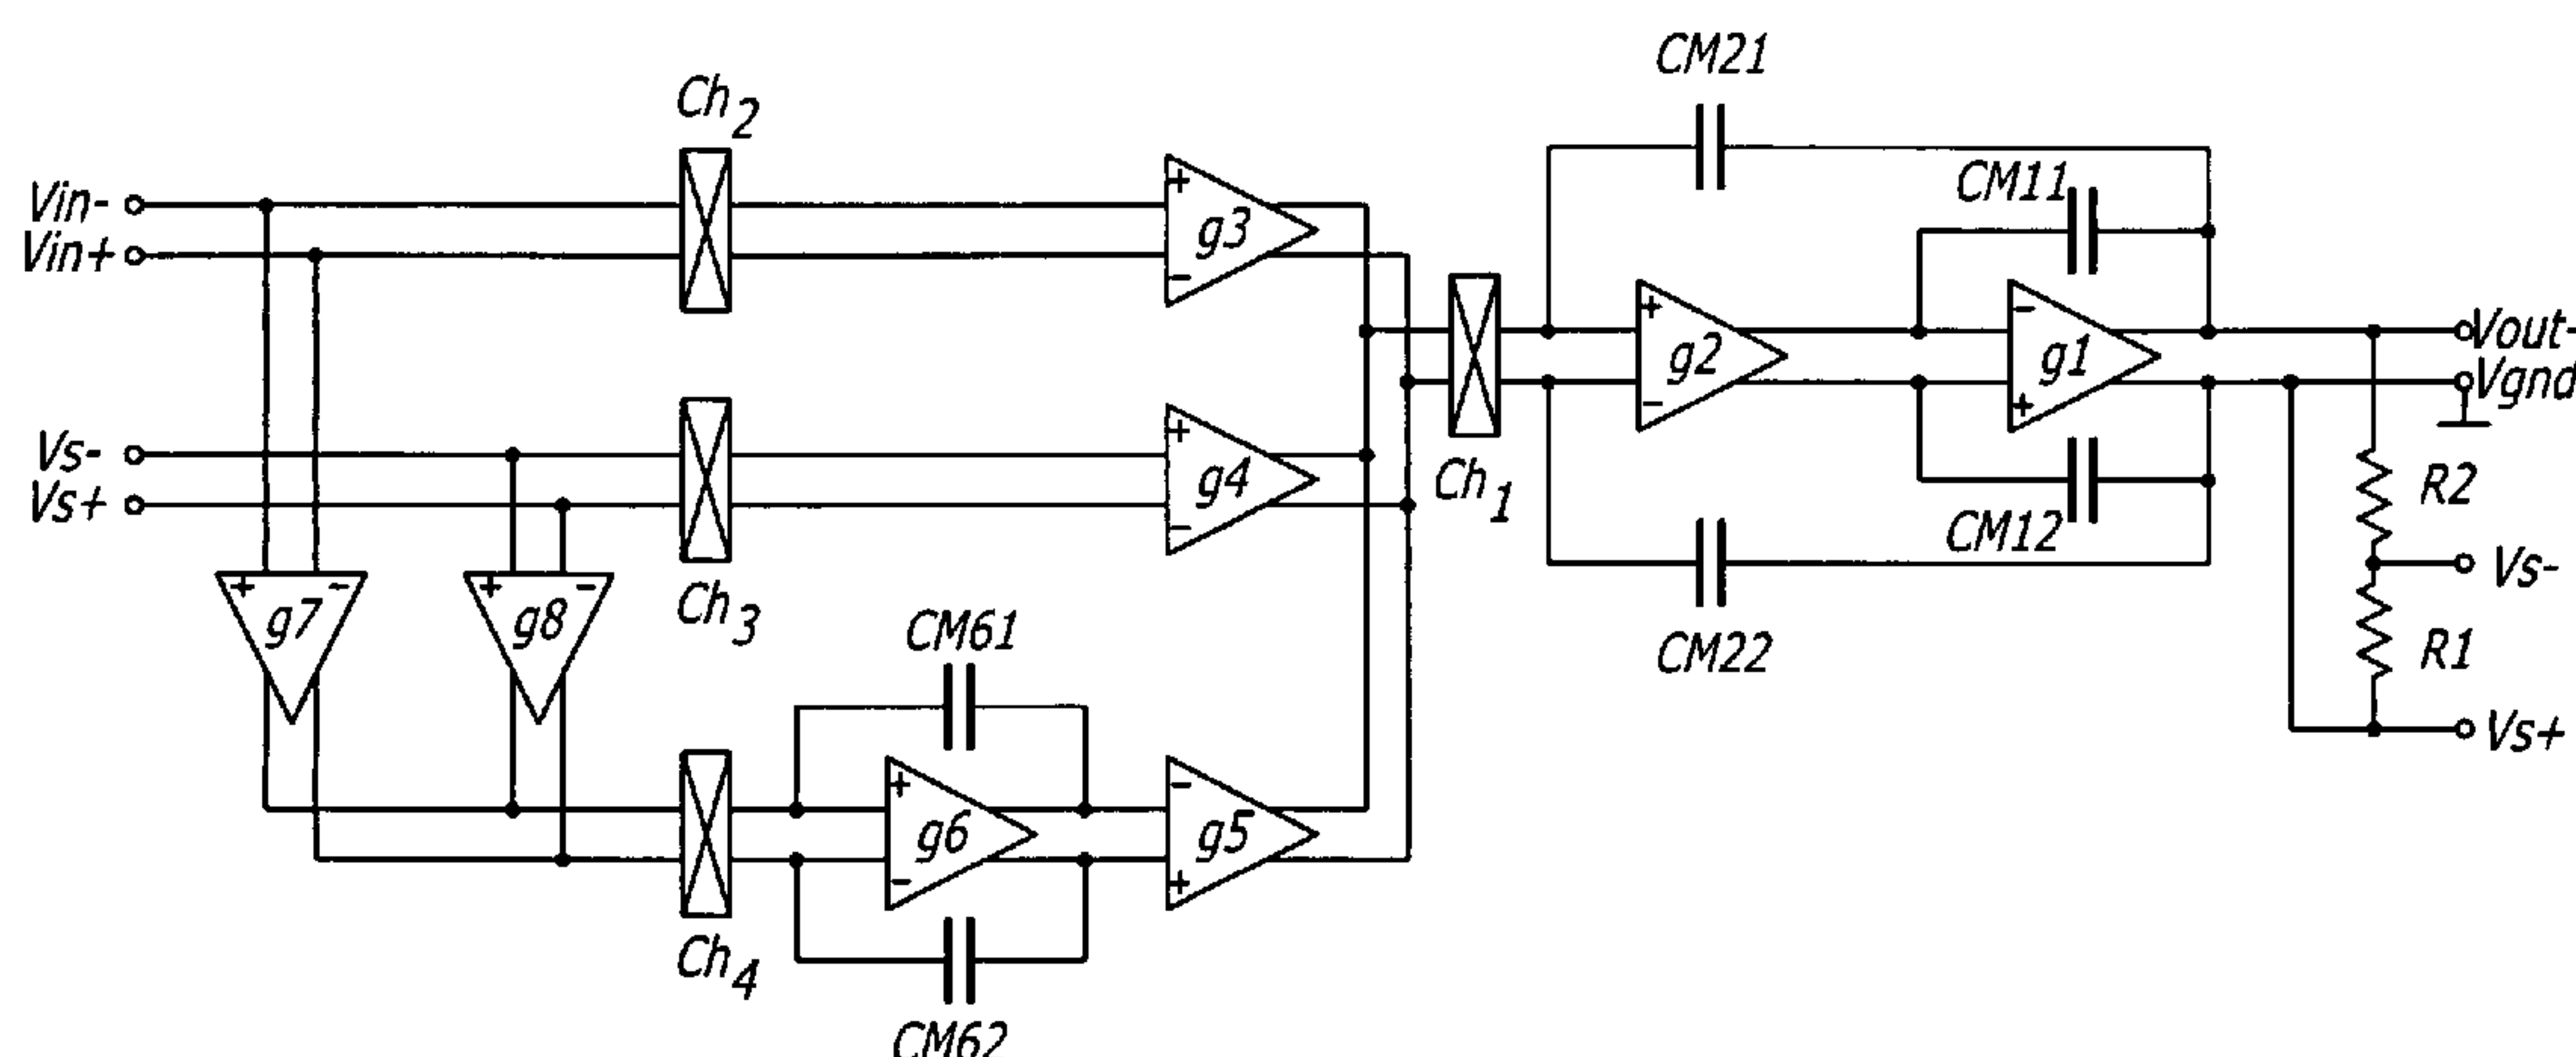 CM21
Ch2
CM11
Vin-
Vin+
+
-
g3
+
-
g2
-
+
g1
Vout-
Vgnd
Vs-
Vs+
+
-
g4
Ch1
CM12
R2
Vs-
R1
Vs+
CM22
+ -
g7
+ -
g8
Ch3
CM61
+
-
g6
-
+
g5
Ch4
CM62